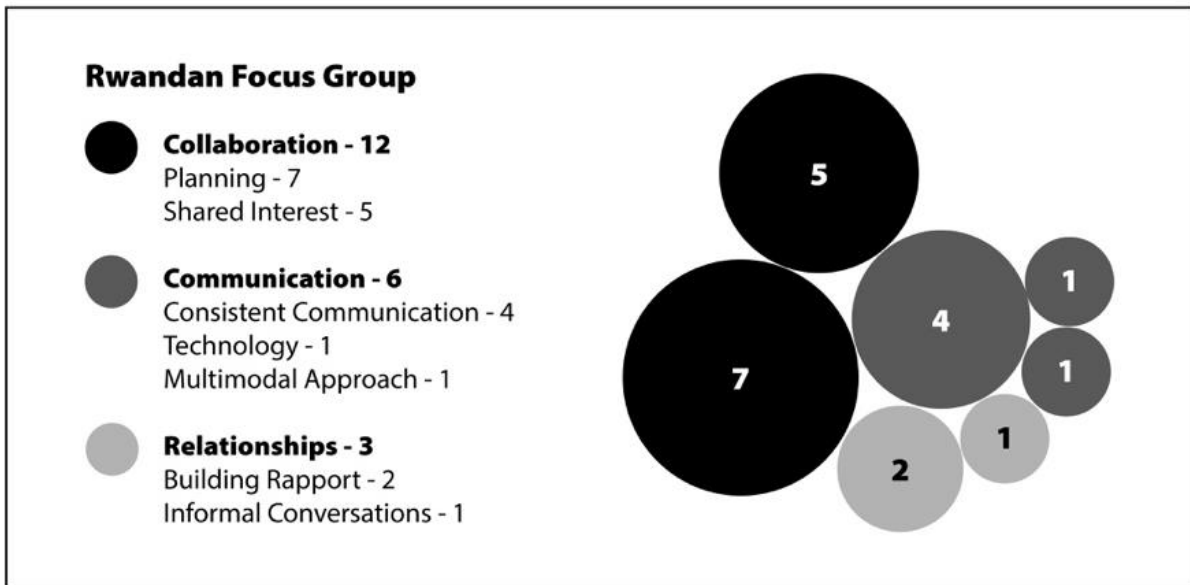 Rwandan Focus Group
Collaboration - 12
Planning - 7
Shared Interest - 5
Communication - 6
Consistent Communication - 4
Technology - 1
Multimodal Approach - 1
Relationships - 3
Building Rapport - 2
Informal Conversations - 1
5
7
4
1
1
2
1